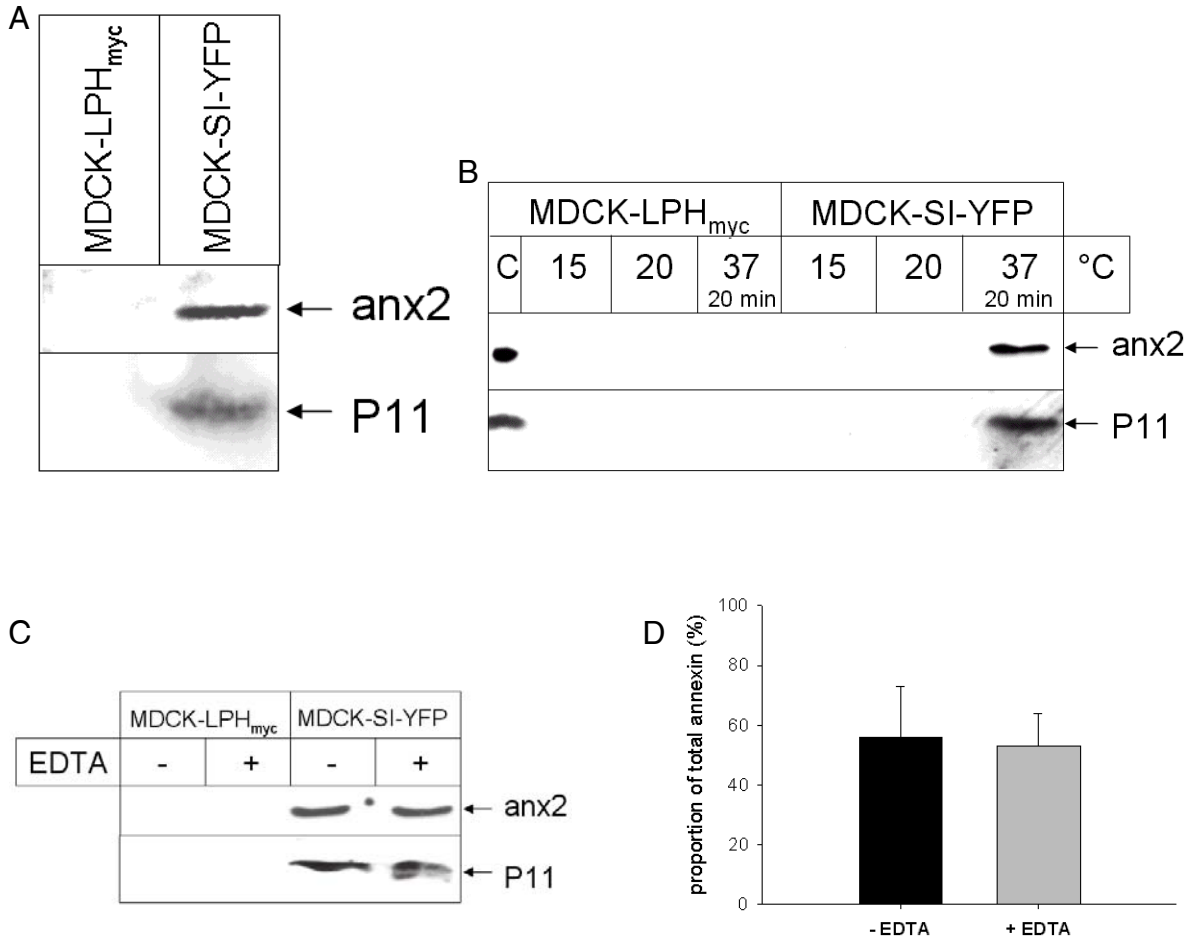 A
MDCK-LPHmyc
MDCK-SI-YFP
anx2
P11
B
MDCK-LPHmyc MDCK-SI-YFP
C 15 20 37 15 20 37 °C
20 min 20 min
anx2
P11
C
MDCK-LPHmyc MDCK-SI-YFP
EDTA - + - +
anx2
P11
D
proportion of total annexin (%)
100
80
60
40
20
0
- EDTA + EDTA